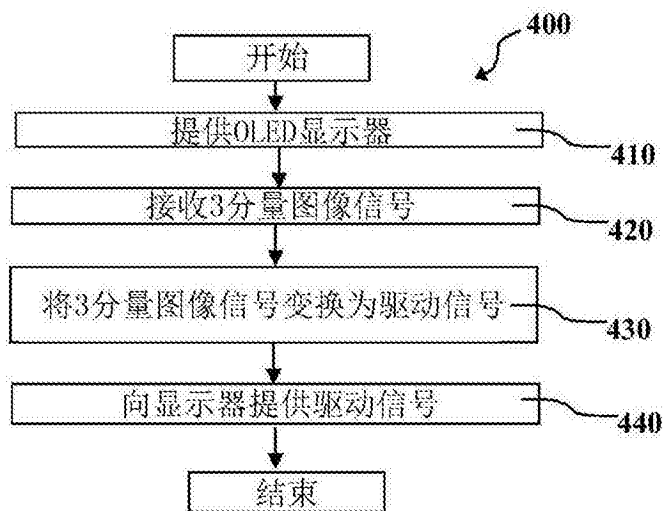 400
开始
提供OLED显示器
410
接收3分量图像信号
420
将3分量图像信号变换为驱动信号
430
向显示器提供驱动信号
440
结束